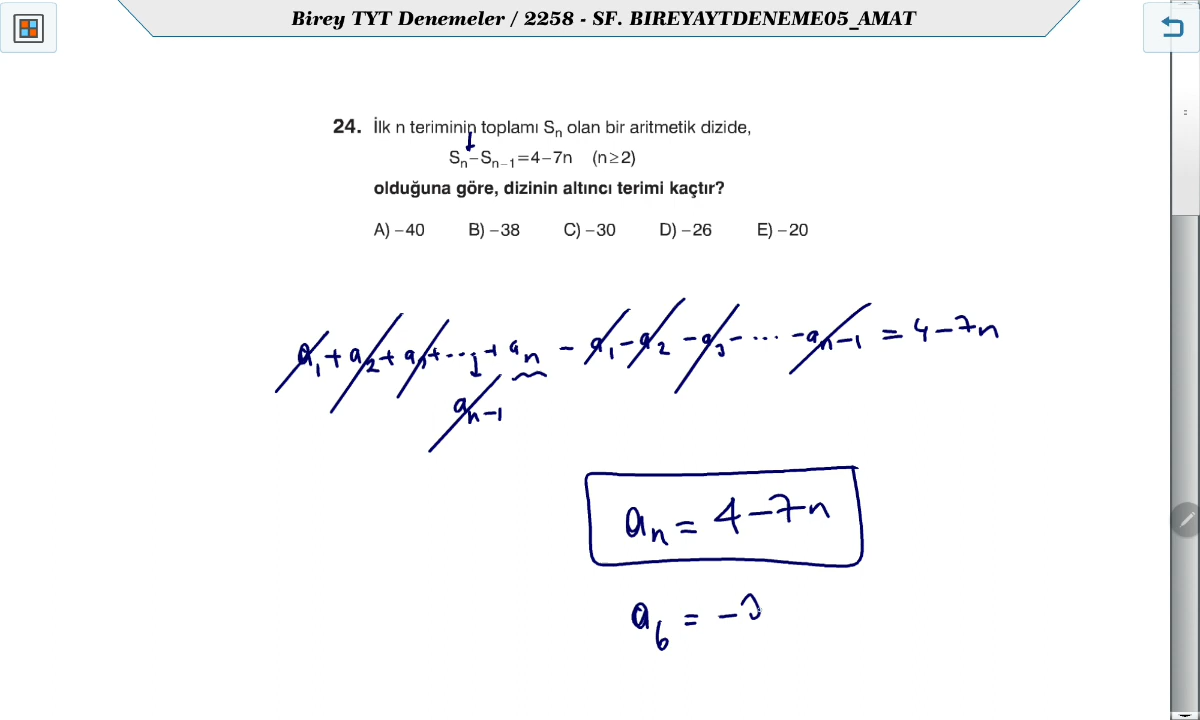 Birey TYT Denemeler / 2258 - SF. BIREYAYTDENEME05_AMAT
24. İlk n teriminin toplamı Sₙ olan bir aritmetik dizide,
Sₙ–Sₙ₋₁=4–7n (n≥2)
olduğuna göre, dizinin altıncı terimi kaçtır?
A) –40 B) –38 C) –30 D) –26 E) –20
a₁+a₂+a₃+...+aₙ - a₁-a₂-a₃-...-aₙ₋₁ = 4-7n
aₙ₋₁
aₙ = 4-7n
a₆ = -3